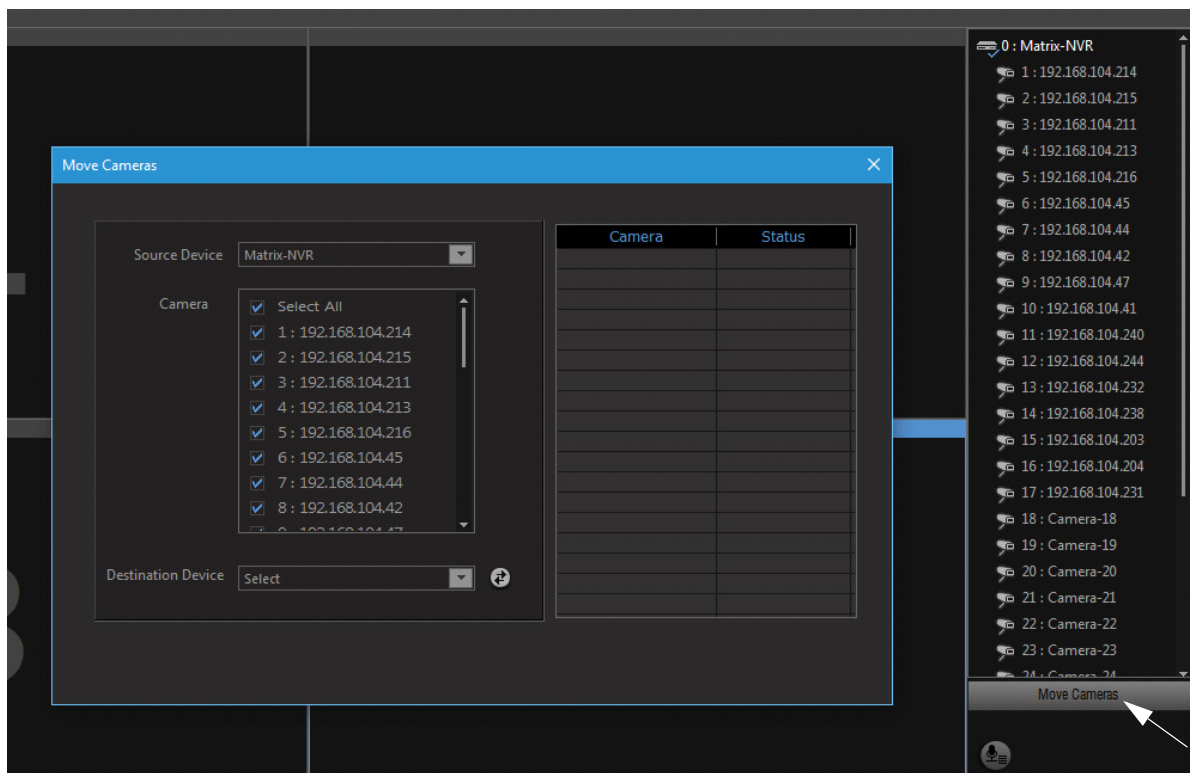 Move Cameras
Source Device
Matrix-NVR
Camera
Select All
1 : 192.168.104.214
2 : 192.168.104.215
3 : 192.168.104.211
4 : 192.168.104.213
5 : 192.168.104.216
6 : 192.168.104.45
7 : 192.168.104.44
8 : 192.168.104.42
9 : 192.168.104.47
Destination Device
Select
Camera Status
0 : Matrix-NVR
1 : 192.168.104.214
2 : 192.168.104.215
3 : 192.168.104.211
4 : 192.168.104.213
5 : 192.168.104.216
6 : 192.168.104.45
7 : 192.168.104.44
8 : 192.168.104.42
9 : 192.168.104.47
10 : 192.168.104.41
11 : 192.168.104.240
12 : 192.168.104.244
13 : 192.168.104.232
14 : 192.168.104.238
15 : 192.168.104.203
16 : 192.168.104.204
17 : 192.168.104.231
18 : Camera-18
19 : Camera-19
20 : Camera-20
21 : Camera-21
22 : Camera-22
23 : Camera-23
24 : Camera-24
Move Cameras